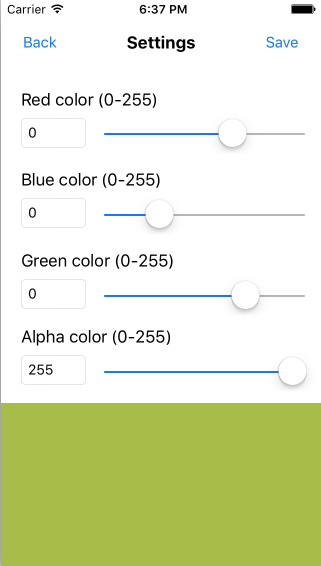 Carrier 6:37 PM
Back Settings Save
Red color (0-255)
0
Blue color (0-255)
0
Green color (0-255)
0
Alpha color (0-255)
255